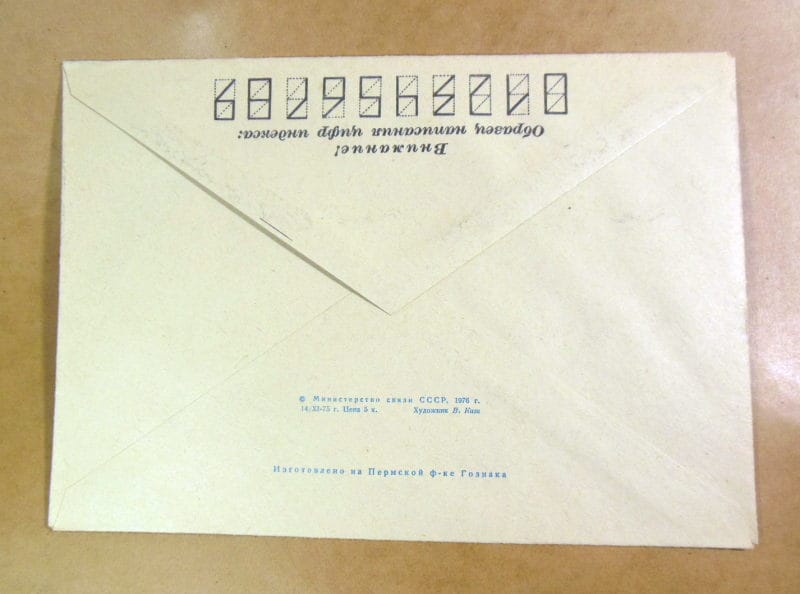 Внимание!
Образец написания цифр индекса:
0123456789
© Министерство связи СССР, 1976 г.
14/XI-75 г. Цена 5 к. Художник В.
Изготовлено на Пермской ф-ке Гознака